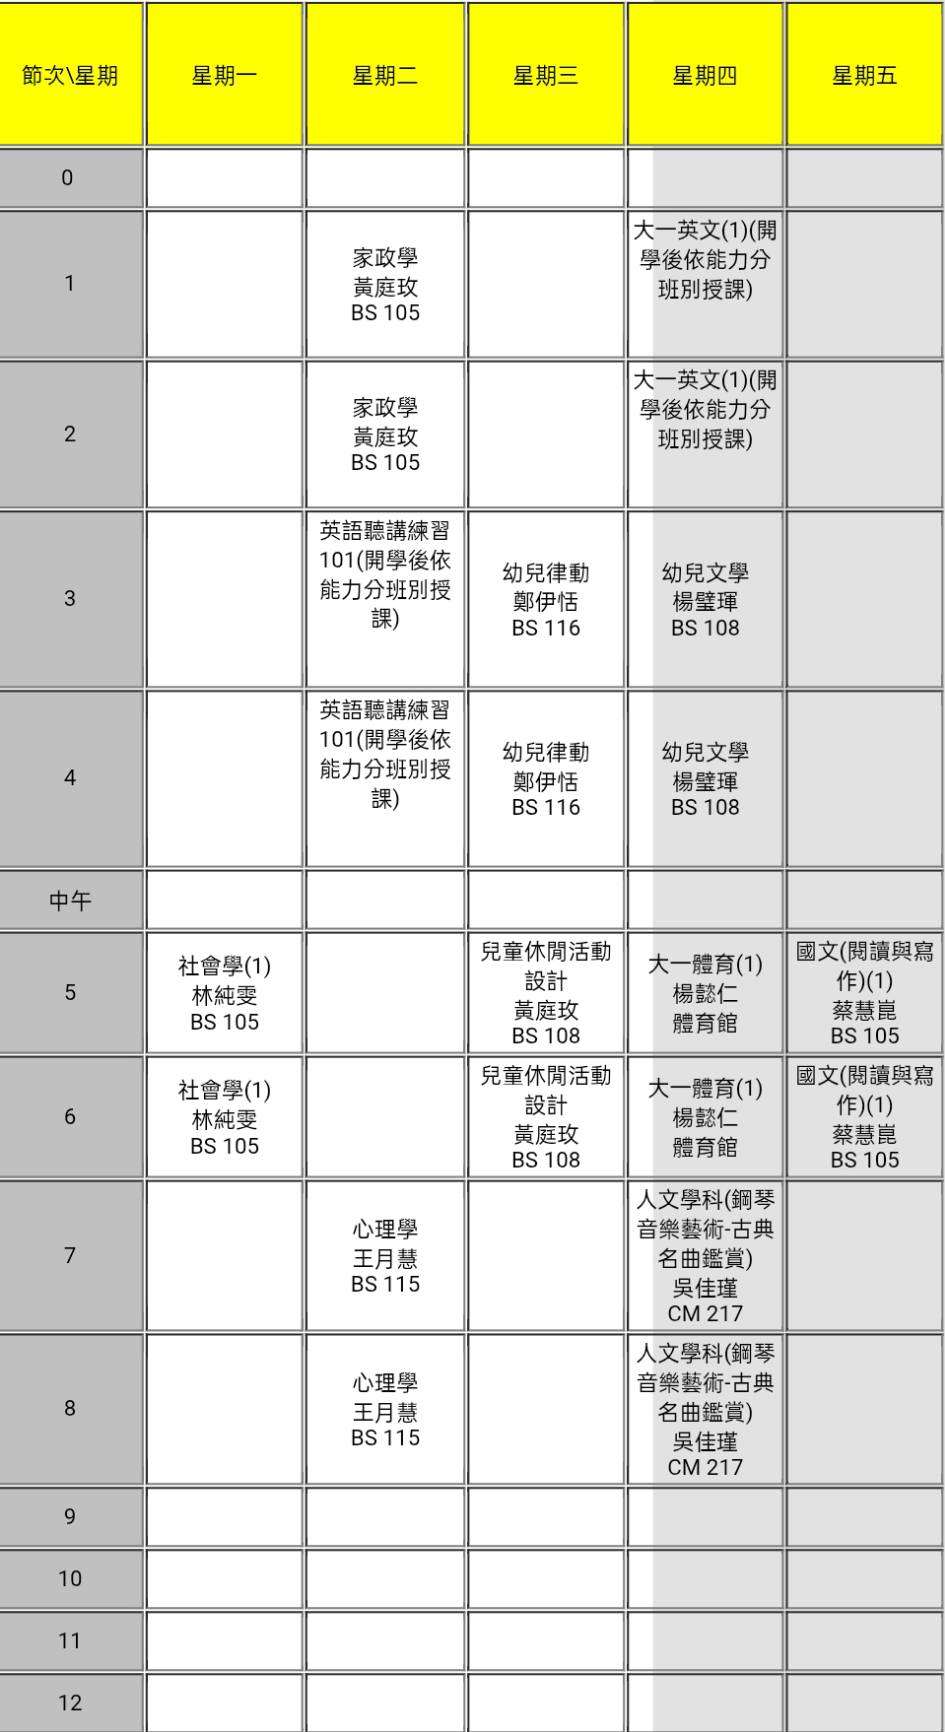 節次\星期
星期一
星期二
星期三
星期四
星期五
0
1
家政學
黃庭玫
BS 105
大一英文(1)(開
學後依能力分
班別授課)
2
家政學
黃庭玫
BS 105
大一英文(1)(開
學後依能力分
班別授課)
3
英語聽講練習
101(開學後依
能力分班別授
課)
幼兒律動
鄭伊恬
BS 116
幼兒文學
楊璧琿
BS 108
4
英語聽講練習
101(開學後依
能力分班別授
課)
幼兒律動
鄭伊恬
BS 116
幼兒文學
楊璧琿
BS 108
中午
5
社會學(1)
林純雯
BS 105
兒童休閒活動
設計
黃庭玫
BS 108
大一體育(1)
楊懿仁
體育館
國文(閱讀與寫
作)(1)
蔡慧崑
BS 105
6
社會學(1)
林純雯
BS 105
兒童休閒活動
設計
黃庭玫
BS 108
大一體育(1)
楊懿仁
體育館
國文(閱讀與寫
作)(1)
蔡慧崑
BS 105
7
心理學
王月慧
BS 115
人文學科(鋼琴
音樂藝術-古典
名曲鑑賞)
吳佳瑾
CM 217
8
心理學
王月慧
BS 115
人文學科(鋼琴
音樂藝術-古典
名曲鑑賞)
吳佳瑾
CM 217
9
10
11
12